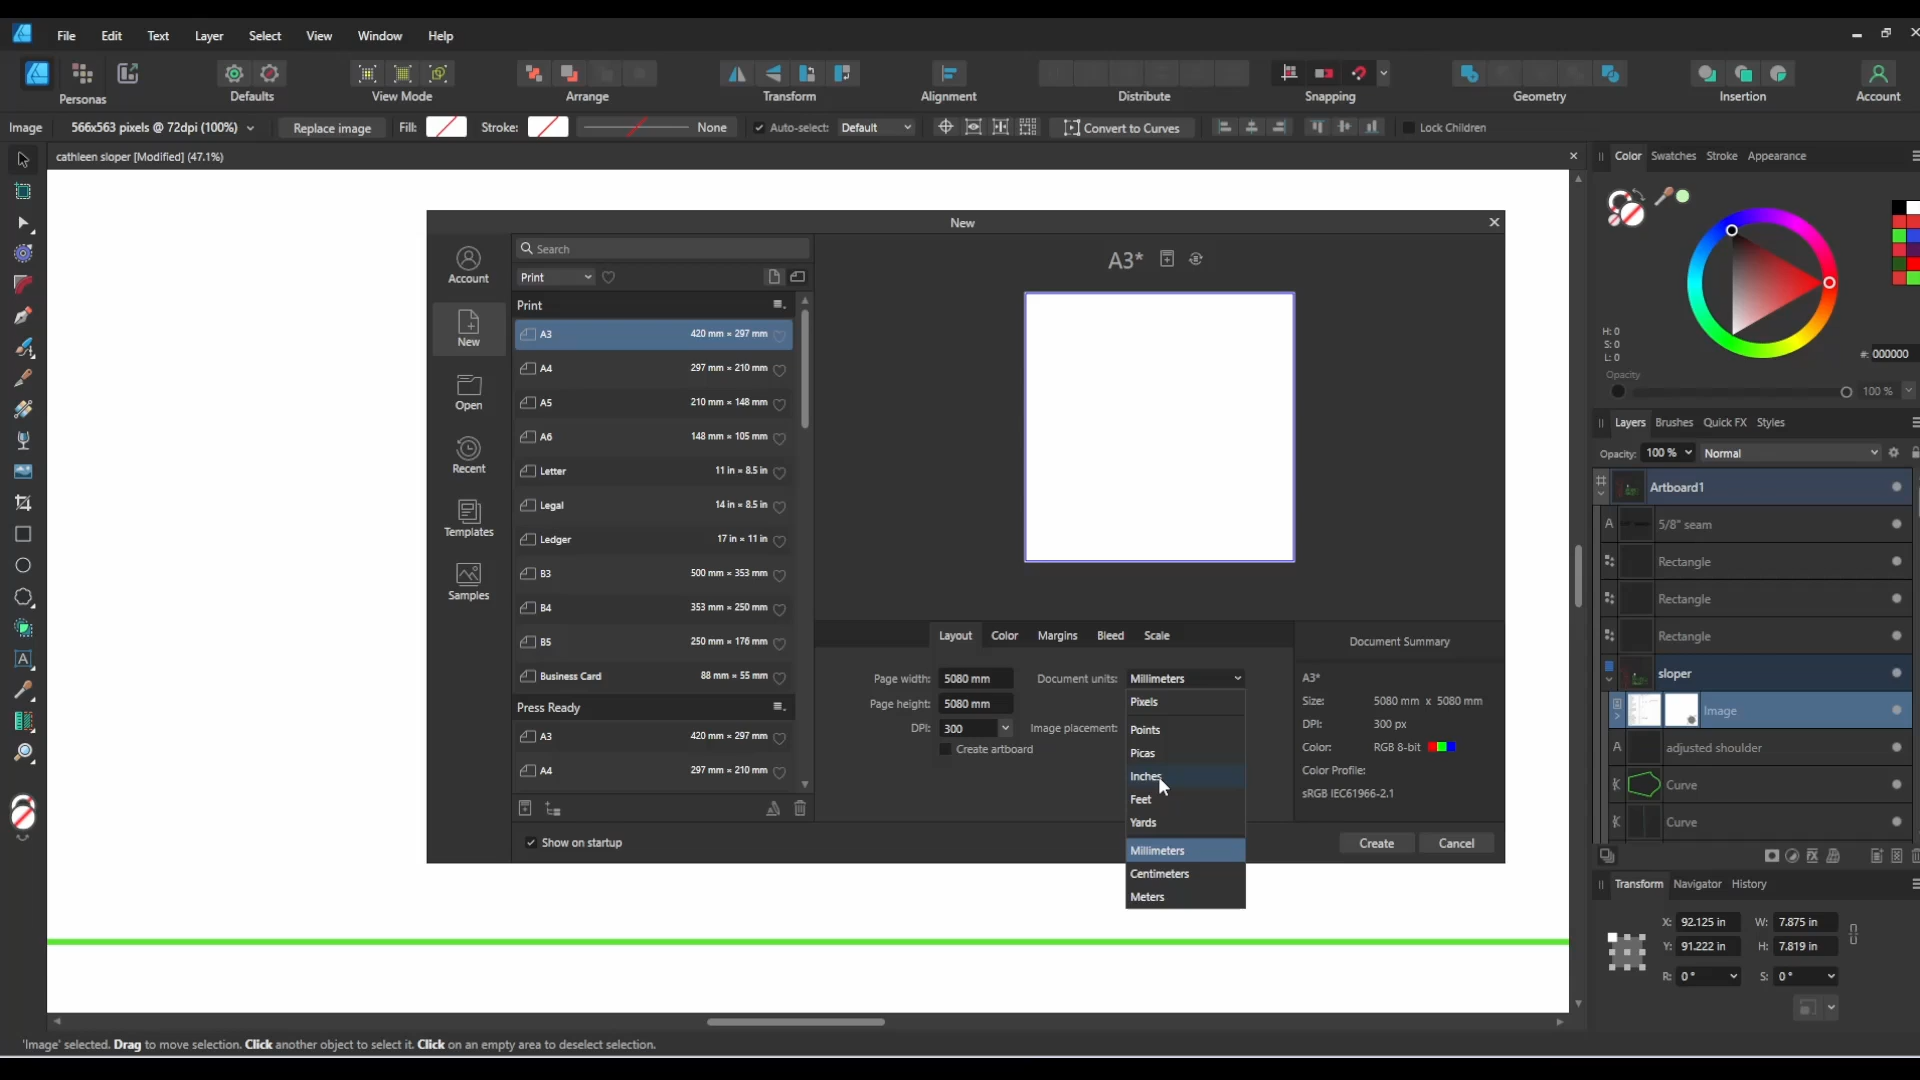 File Edit Text Layer Select View Window Help
Personas Defaults View Mode Arrange Transform Alignment Distribute Snapping Geometry Insertion Account
Image 566x563 pixels @ 72dpi (100%) Replace image Fill: Stroke: None Auto-select: Default Convert to Curves Lock Children
cathleen sloper [Modified] (47.1%)
New
Account
New
Open
Recent
Templates
Samples
Search
Print
Print
A3 420 mm × 297 mm
A4 297 mm × 210 mm
A5 210 mm × 148 mm
A6 148 mm × 105 mm
Letter 11 in × 8.5 in
Legal 14 in × 8.5 in
Ledger 17 in × 11 in
B3 500 mm × 353 mm
B4 353 mm × 250 mm
B5 250 mm × 176 mm
Business Card 88 mm × 55 mm
Press Ready
A3 420 mm × 297 mm
A4 297 mm × 210 mm
Show on startup
A3*
Layout Color Margins Bleed Scale
Page width: 5080 mm Document units: Millimeters
Page height: 5080 mm
DPI: 300 Image placement:
Create artboard
Pixels
Points
Picas
Inches
Feet
Yards
Millimeters
Centimeters
Meters
Document Summary
A3*
Size: 5080 mm x 5080 mm
DPI: 300 px
Color: RGB 8-bit
Color Profile:
sRGB IEC61966-2.1
Create Cancel
Color Swatches Stroke Appearance
H: 0
S: 0
L: 0
#: 000000
Opacity
100 %
Layers Brushes Quick FX Styles
Opacity: 100 % Normal
Artboard1
A 5/8" seam
Rectangle
Rectangle
Rectangle
sloper
Image
A adjusted shoulder
Curve
Curve
Transform Navigator History
X: 92.125 in W: 7.875 in
Y: 91.222 in H: 7.819 in
R: 0° S: 0°
'Image' selected. Drag to move selection. Click another object to select it. Click on an empty area to deselect selection.